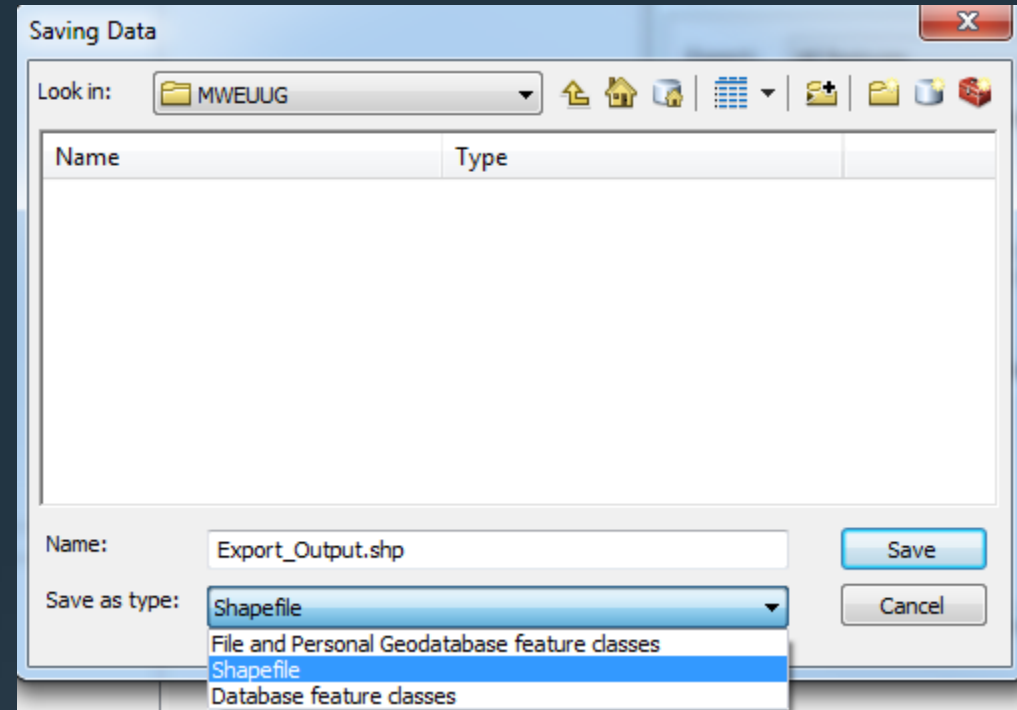 Saving Data
Look in: MWEUUG
Name Type
Name: Export_Output.shp Save
Save as type: Shapefile Cancel
File and Personal Geodatabase feature classes
Shapefile
Database feature classes